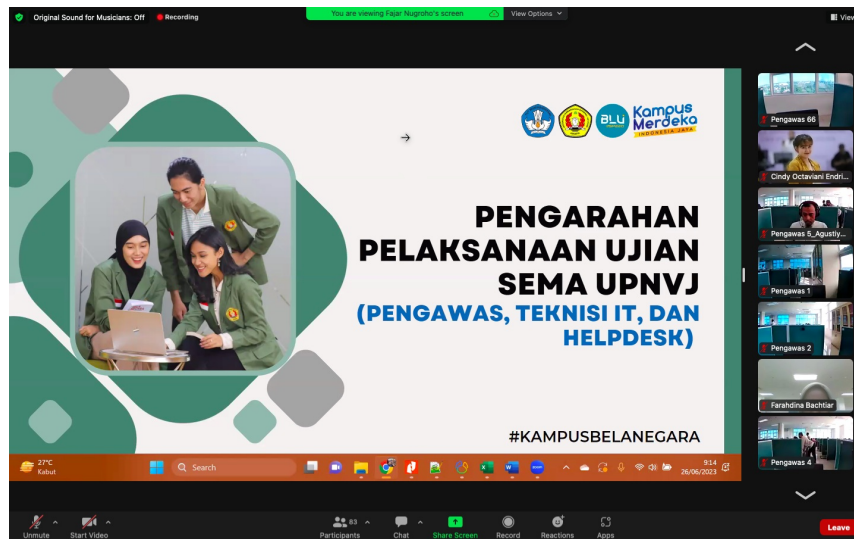 Original Sound for Musicians: Off
Recording
You are viewing Fajar Nugroho's screen
View Options
View
BLU
Kampus
Merdeka
INDONESIA JAYA
PENGARAHAN
PELAKSANAAN UJIAN
SEMA UPNVJ
(PENGAWAS, TEKNISI IT, DAN
HELPDESK)
#KAMPUSBELANEGARA
Pengawas 66
Cindy Octaviani Endri...
Pengawas 5_Agustiy...
Pengawas 1
Pengawas 2
Farahdina Bachtiar
Pengawas 4
27°C
Kabut
Search
9:14
26/06/2023
Unmute
Start Video
83
Participants
Chat
Share Screen
Record
Reactions
Apps
Leave